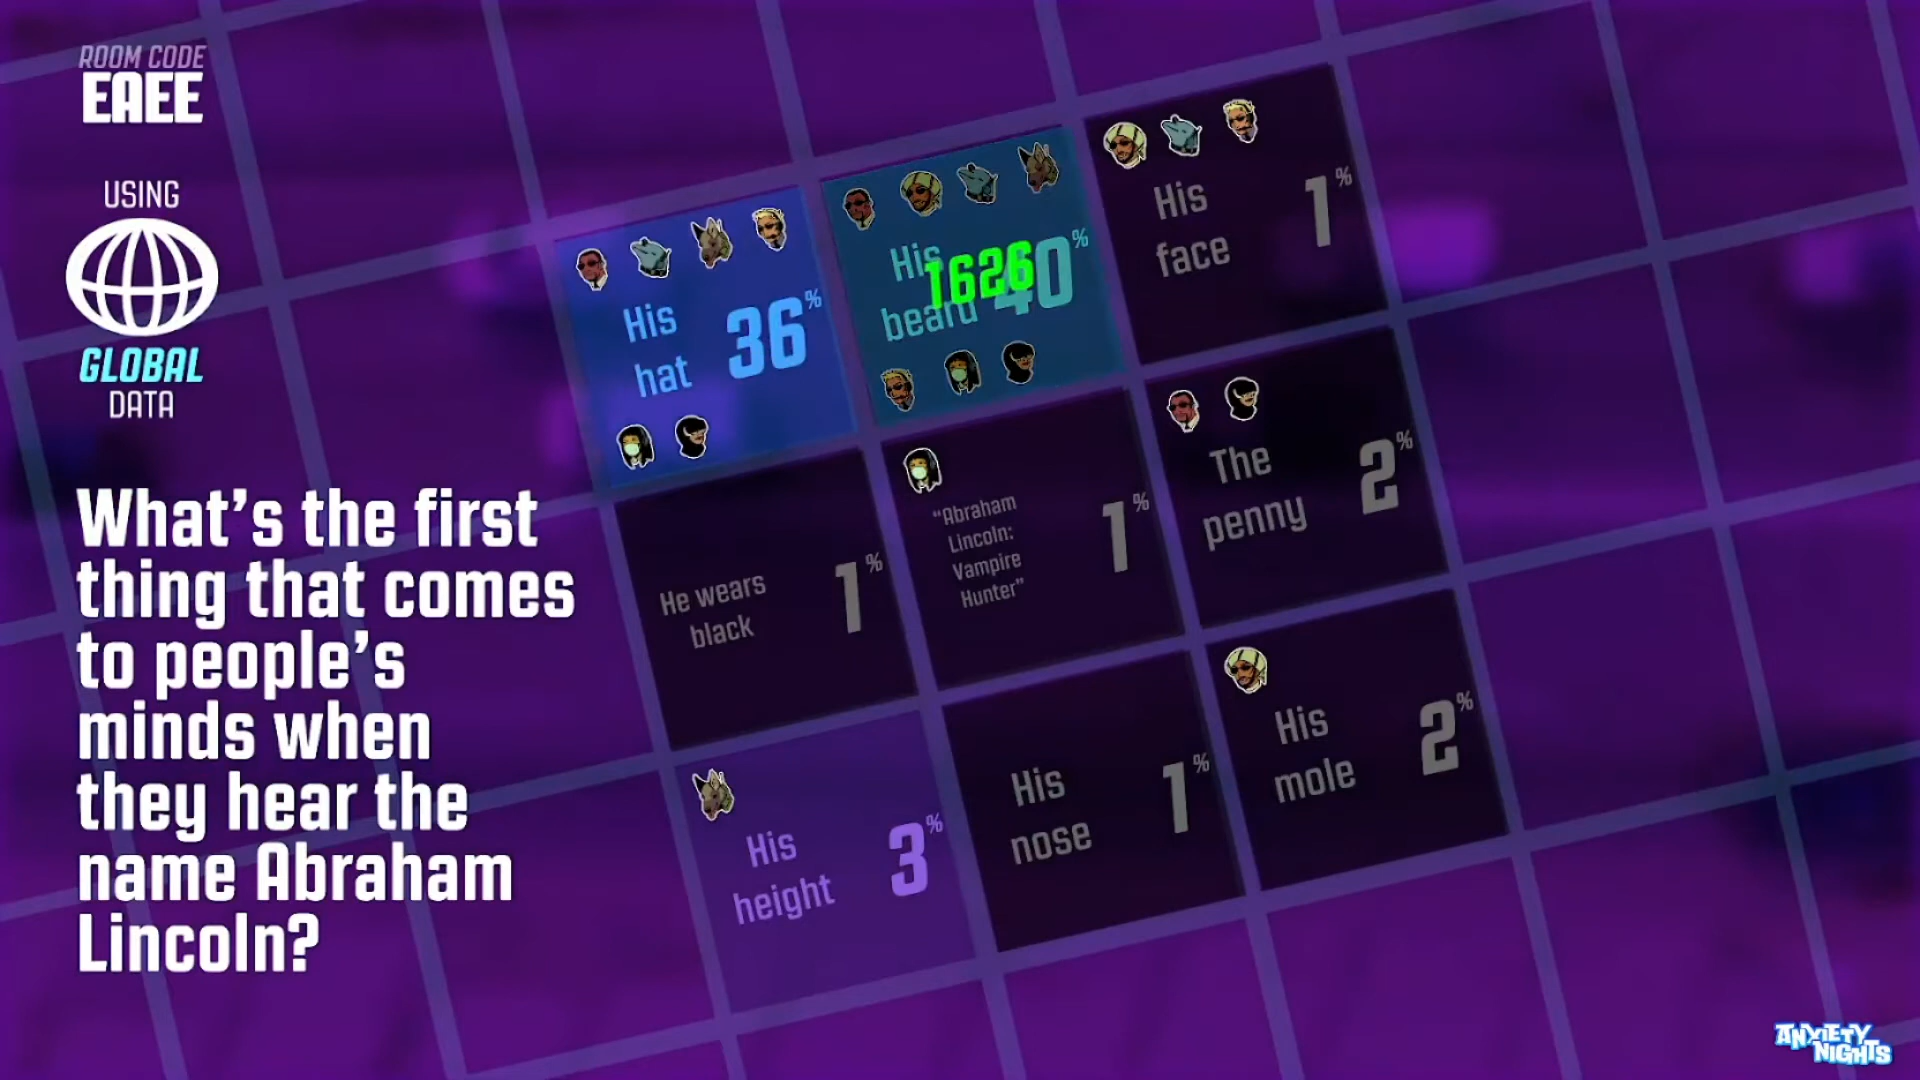 ROOM CODE
EAEE
USING
GLOBAL
DATA
What's the first
thing that comes
to people's
minds when
they hear the
name Abraham
Lincoln?
His
hat
36%
His
beard
40%
1626
His
face
1%
He wears
black
1%
"Abraham
Lincoln:
Vampire
Hunter"
1%
The
penny
2%
His
height
3%
His
nose
1%
His
mole
2%
ANXIETY
NIGHTS